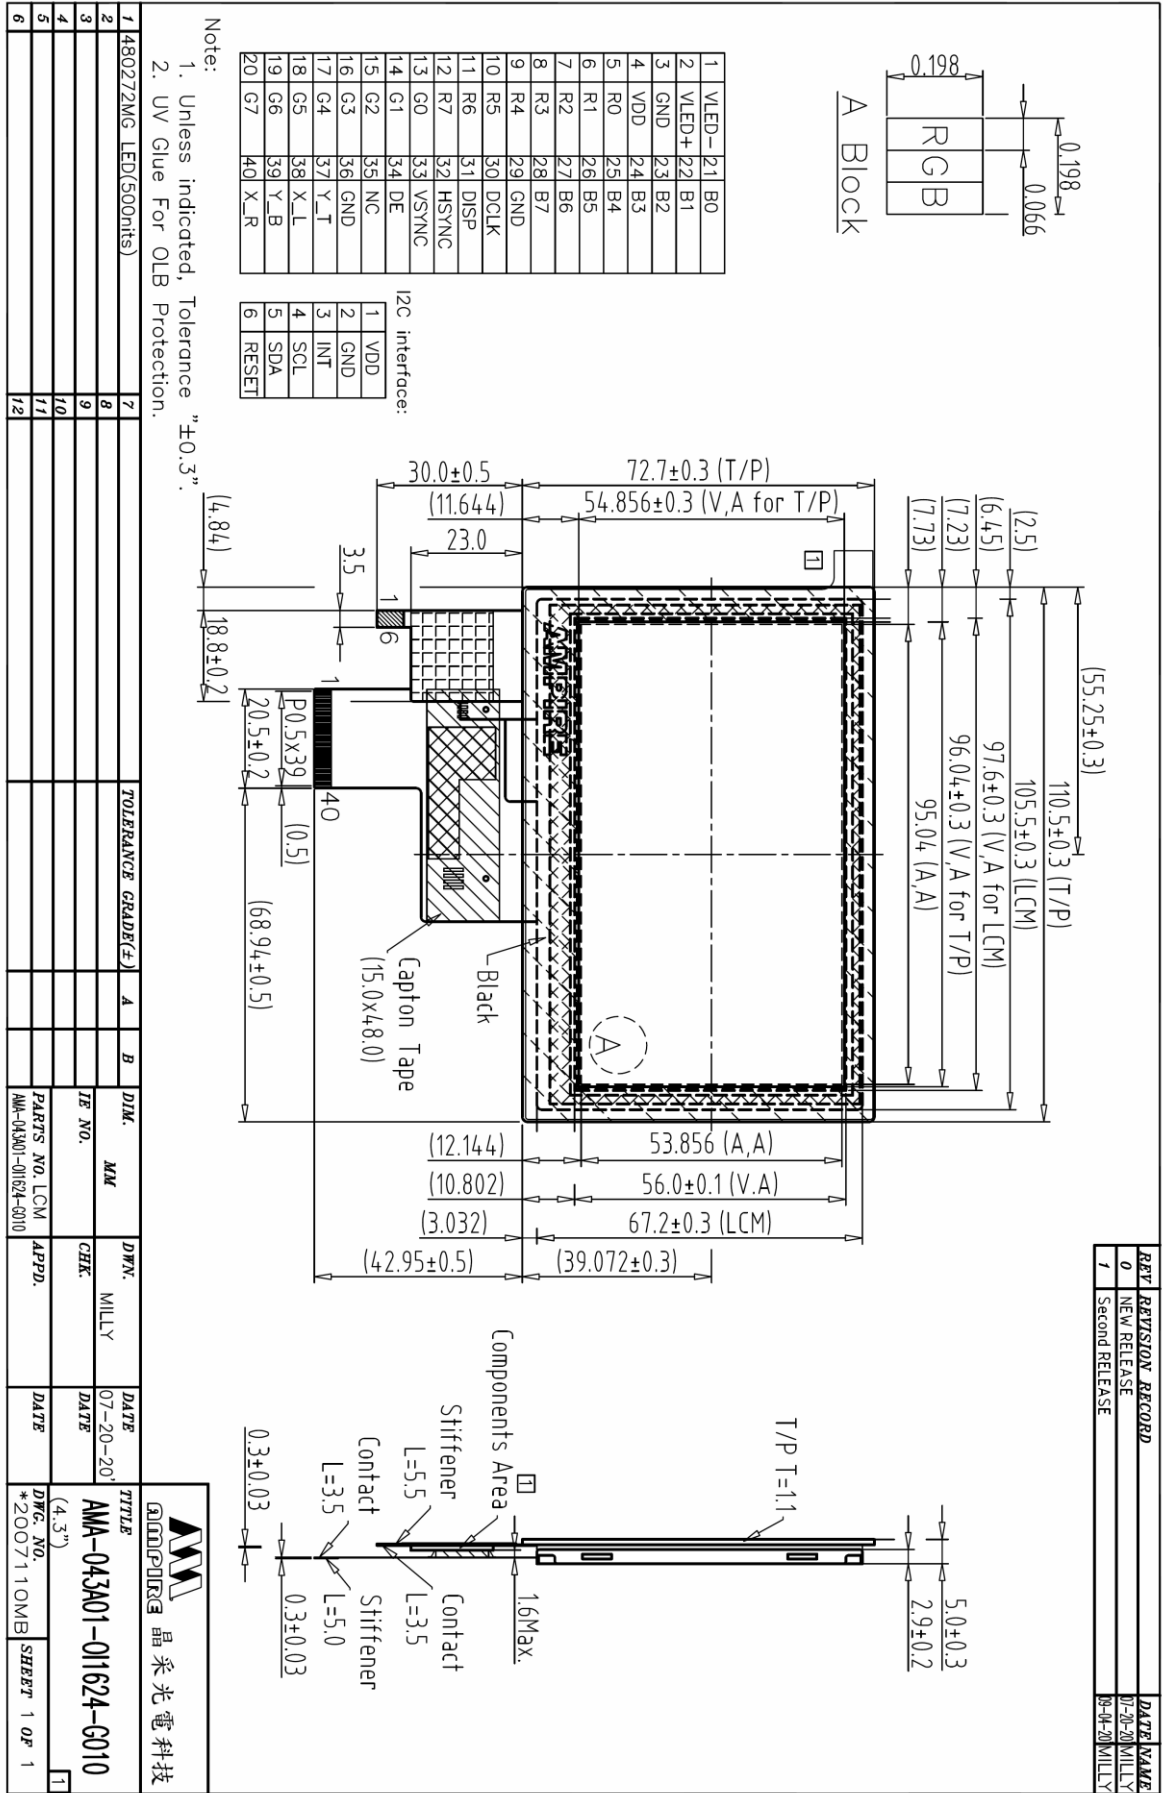 REV REVISION RECORD DATE NAME
0 NEW RELEASE 07-20-20 MILLY
1 Second RELEASE 09-04-20 MILLY
0.198
0.066
0.198
R G B
A Block
1 VLED- 21 B0
2 VLED+ 22 B1
3 GND 23 B2
4 VDD 24 B3
5 R0 25 B4
6 R1 26 B5
7 R2 27 B6
8 R3 28 B7
9 R4 29 GND
10 R5 30 DCLK
11 R6 31 DISP
12 R7 32 HSYNC
13 G0 33 VSYNC
14 G1 34 DE
15 G2 35 NC
16 G3 36 GND
17 G4 37 Y_T
18 G5 38 X_L
19 G6 39 Y_B
20 G7 40 X_R
I2C interface:
1 VDD
2 GND
3 INT
4 SCL
5 SDA
6 RESET
(55.25±0.3)
110.5±0.3 (T/P)
(2.5) 105.5±0.3 (LCM)
(6.45) 97.6±0.3 (V,A for LCM)
(7.23) 96.04±0.3 (V,A for T/P)
(7.73) 95.04 (A,A)
72.7±0.3 (T/P)
54.856±0.3 (V,A for T/P)
30.0±0.5
(11.644)
23.0
1
A
AMPIRE
53.856 (A,A)
(12.144)
56.0±0.1 (V.A)
(10.802)
67.2±0.3 (LCM)
(3.032)
(39.072±0.3)
(42.95±0.5)
Black
Capton Tape
(15.0x48.0)
3.5
1 6
1 40
(4.84) 18.8±0.2
P0.5x39 (0.5)
20.5±0.2 (68.94±0.5)
T/P T=1.1
5.0±0.3
2.9±0.2
1
1.6Max.
Components Area
Stiffener
L=5.5
Contact
L=3.5
Contact
L=3.5
Stiffener
L=5.0
0.3±0.03
0.3±0.03
Note:
1. Unless indicated, Tolerance "±0.3".
2. UV Glue For OLB Protection.
AMPIRE 晶采光電科技
1 480272MG LED(500nits) 7 TOLERANCE GRADE(±) A B DIM. DWN. DATE TITLE
2 8 MM MILLY 07-20-20' AMA-043A01-0I1624-G010
3 9 IE NO. CHK. DATE
4 10 (4.3") 1
5 11 PARTS NO. LCM APPD. DATE DWG. NO. SHEET 1 OF 1
6 12 AMA-043A01-0I1624-G010 *2007110MB